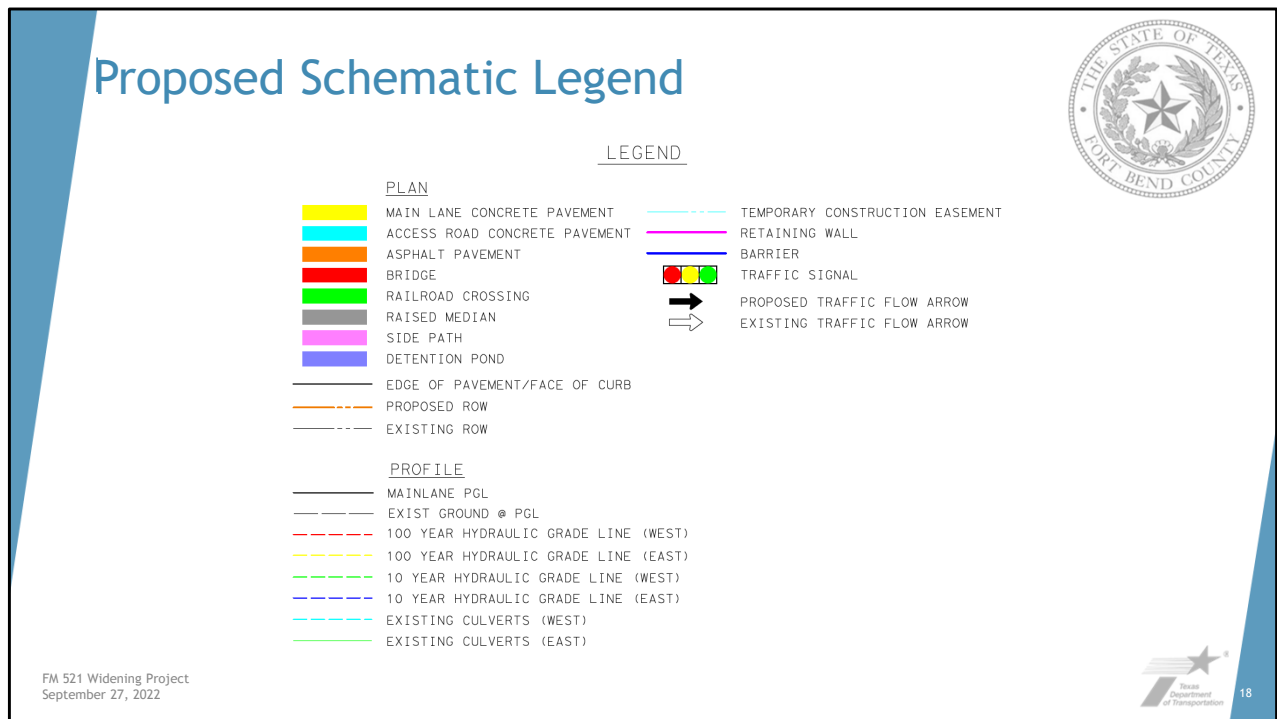 Proposed Schematic Legend
THE STATE OF TEXAS
FORT BEND COUNTY
LEGEND
PLAN
MAIN LANE CONCRETE PAVEMENT
ACCESS ROAD CONCRETE PAVEMENT
ASPHALT PAVEMENT
BRIDGE
RAILROAD CROSSING
RAISED MEDIAN
SIDE PATH
DETENTION POND
EDGE OF PAVEMENT/FACE OF CURB
PROPOSED ROW
EXISTING ROW
TEMPORARY CONSTRUCTION EASEMENT
RETAINING WALL
BARRIER
TRAFFIC SIGNAL
PROPOSED TRAFFIC FLOW ARROW
EXISTING TRAFFIC FLOW ARROW
PROFILE
MAINLANE PGL
EXIST GROUND @ PGL
100 YEAR HYDRAULIC GRADE LINE (WEST)
100 YEAR HYDRAULIC GRADE LINE (EAST)
10 YEAR HYDRAULIC GRADE LINE (WEST)
10 YEAR HYDRAULIC GRADE LINE (EAST)
EXISTING CULVERTS (WEST)
EXISTING CULVERTS (EAST)
FM 521 Widening Project
September 27, 2022
®
Texas
Department
of Transportation
18